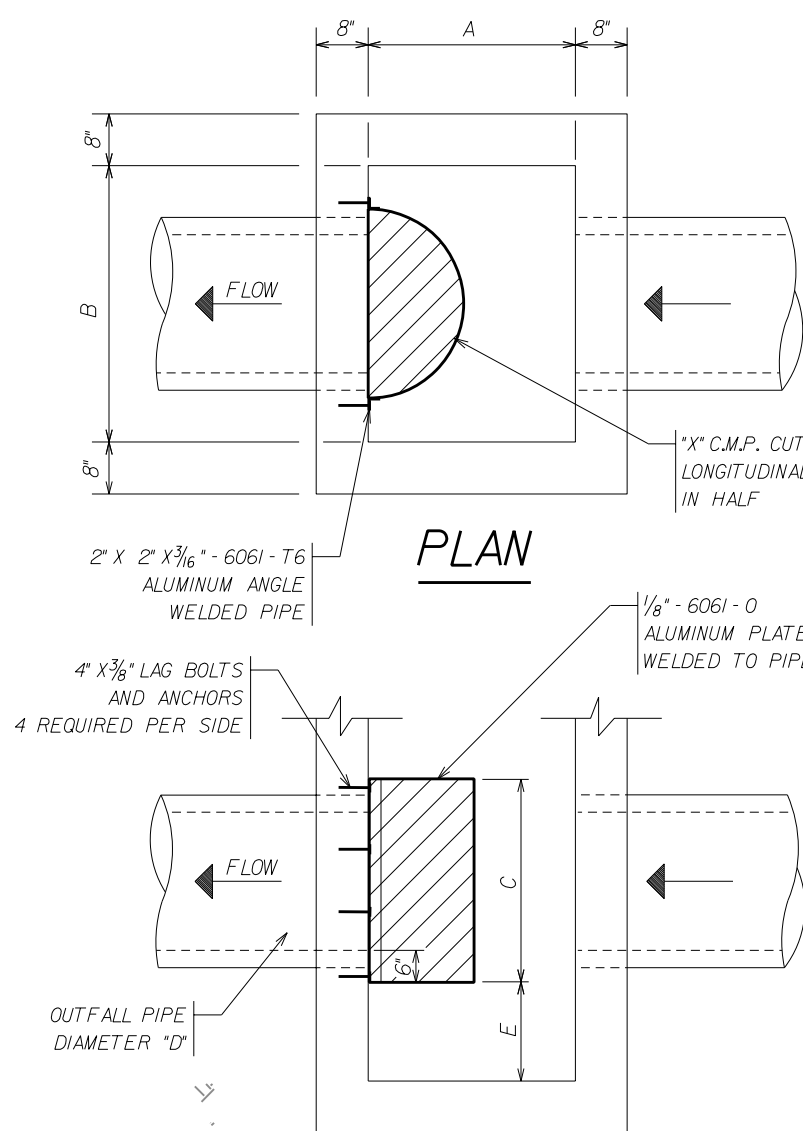 8"
A
8"
8"
B
8"
FLOW
"X" C.M.P. CUT
LONGITUDINAL
IN HALF
2" X 2" X 3/16" - 6061 - T6
ALUMINUM ANGLE
WELDED PIPE
PLAN
1/8" - 6061 - O
ALUMINUM PLATE
WELDED TO PIPE
4" X 3/8" LAG BOLTS
AND ANCHORS
4 REQUIRED PER SIDE
FLOW
C
6"
E
OUTFALL PIPE
DIAMETER "D"